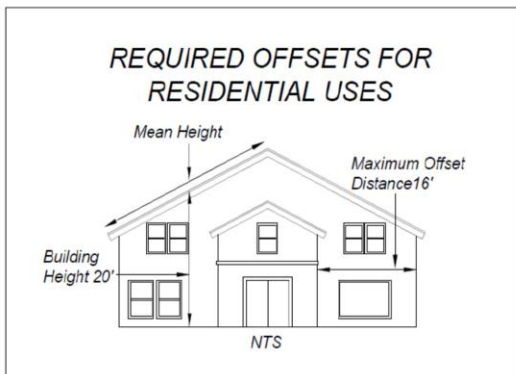 REQUIRED OFFSETS FOR
RESIDENTIAL USES
Mean Height
Maximum Offset
Distance16'
Building
Height 20'
NTS